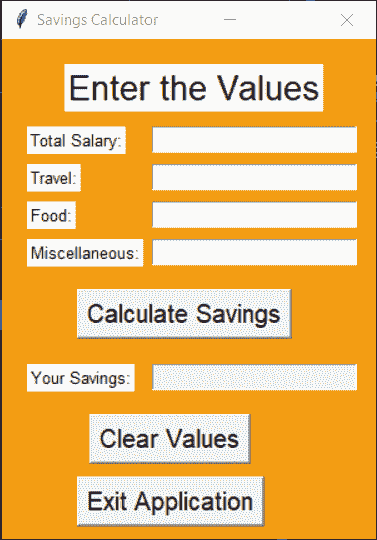 Savings Calculator
Enter the Values
Total Salary:
Travel:
Food:
Miscellaneous:
Calculate Savings
Your Savings:
Clear Values
Exit Application